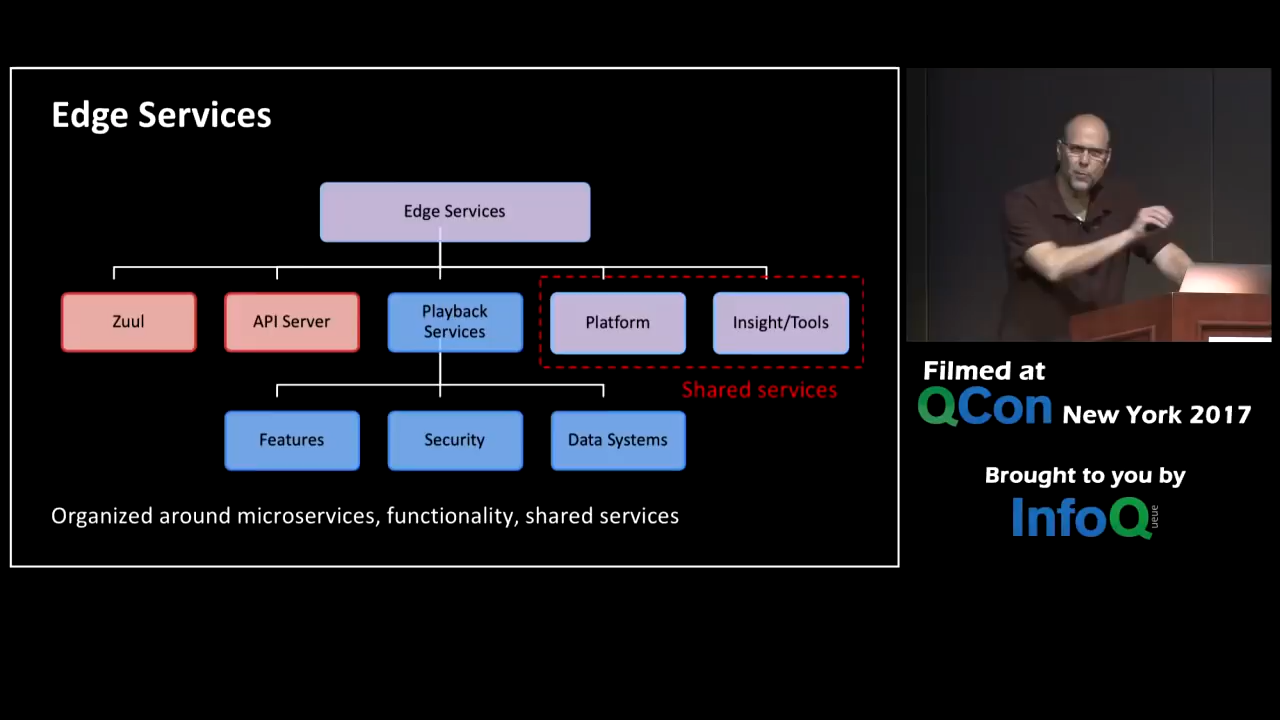 Edge Services
Edge Services
Zuul
API Server
Playback
Services
Platform
Insight/Tools
Shared services
Features
Security
Data Systems
Organized around microservices, functionality, shared services
Filmed at
QCon New York 2017
Brought to you by
InfoQ
queue